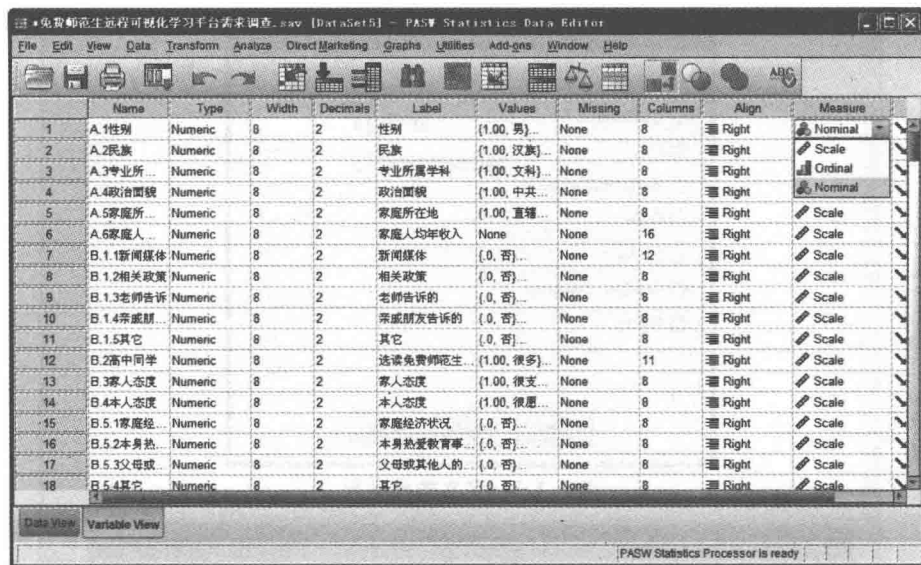 *免费师范生远程可视化学习平台需求调查.sav [DataSet5] - PASW Statistics Data Editor
File Edit View Data Transform Analyze Direct Marketing Graphs Utilities Add-ons Window Help
Name Type Width Decimals Label Values Missing Columns Align Measure
1 A.1性别 Numeric 8 2 性别 {1.00, 男}... None 8 Right Nominal
2 A.2民族 Numeric 8 2 民族 {1.00, 汉族}... None 8 Right Scale
3 A.3专业所... Numeric 8 2 专业所属学科 {1.00, 文科}... None 8 Right Ordinal
4 A.4政治面貌 Numeric 8 2 政治面貌 {1.00, 中共... None 8 Right Nominal
5 A.5家庭所... Numeric 8 2 家庭所在地 {1.00, 直辖... None 8 Right Scale
6 A.6家庭人... Numeric 8 2 家庭人均年收入 None None 16 Right Scale
7 B.1.1新闻媒体 Numeric 8 2 新闻媒体 {.0, 否}... None 12 Right Scale
8 B.1.2相关政策 Numeric 8 2 相关政策 {.0, 否}... None 8 Right Scale
9 B.1.3老师告诉 Numeric 8 2 老师告诉的 {.0, 否}... None 8 Right Scale
10 B.1.4亲戚朋... Numeric 8 2 亲戚朋友告诉的 {.0, 否}... None 8 Right Scale
11 B.1.5其它 Numeric 8 2 其它 {.0, 否}... None 8 Right Scale
12 B.2高中同学 Numeric 8 2 选读免费师范生... {1.00, 很多}... None 11 Right Scale
13 B.3家人态度 Numeric 8 2 家人态度 {1.00, 很支... None 8 Right Scale
14 B.4本人态度 Numeric 8 2 本人态度 {1.00, 很愿... None 8 Right Scale
15 B.5.1家庭经... Numeric 8 2 家庭经济状况 {.0, 否}... None 8 Right Scale
16 B.5.2本身热... Numeric 8 2 本身热爱教育事... {.0, 否}... None 8 Right Scale
17 B.5.3父母或... Numeric 8 2 父母或其他人的... {.0, 否}... None 8 Right Scale
18 B.5.4其它 Numeric 8 2 其它 {.0, 否}... None 8 Right Scale
Data View Variable View
PASW Statistics Processor is ready